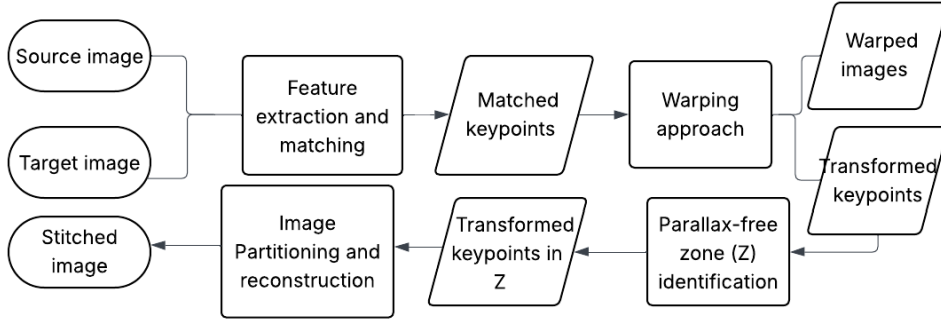 Source image
Target image
Feature
extraction and
matching
Matched
keypoints
Warping
approach
Warped
images
Transformed
keypoints
Parallax-free
zone (Z)
identification
Transformed
keypoints in
Z
Image
Partitioning and
reconstruction
Stitched
image